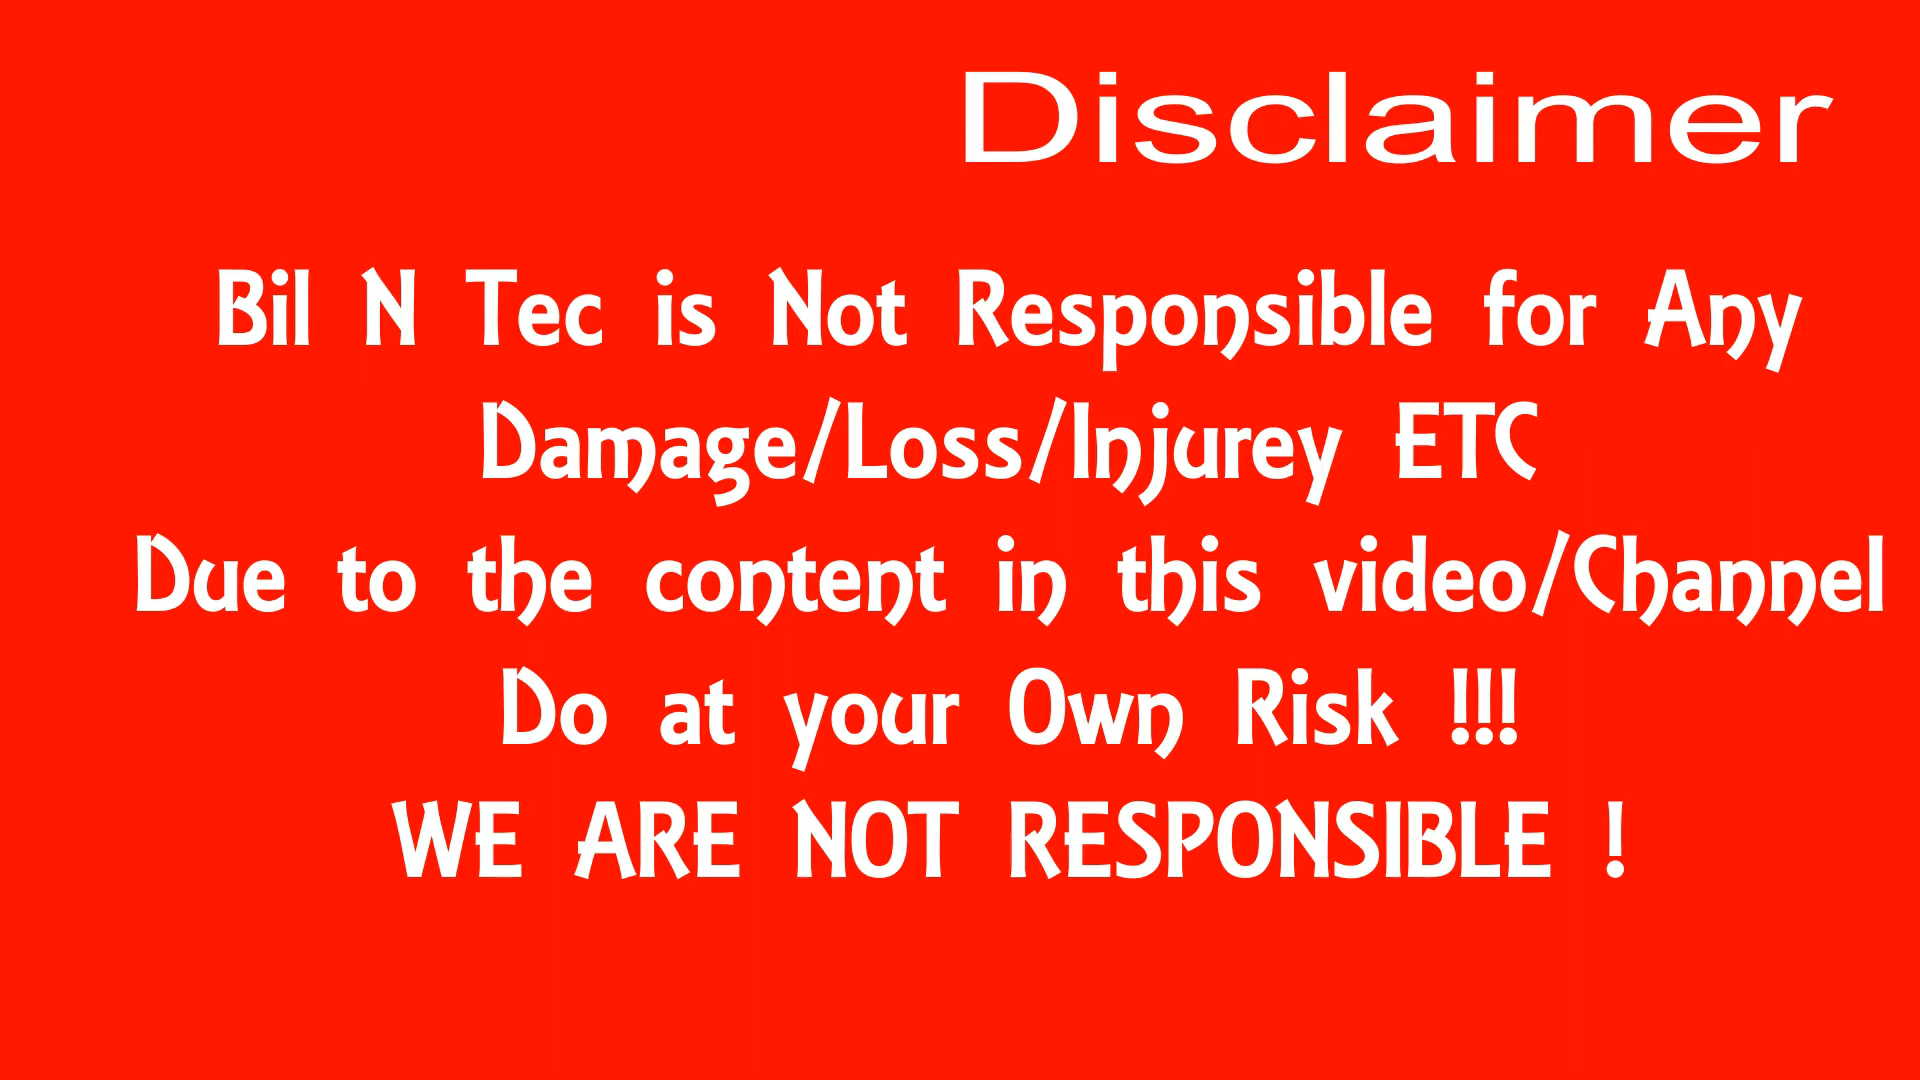 Disclaimer
Bil N Tec is Not Responsible for Any
Damage/Loss/Injurey ETC
Due to the content in this video/Channel
Do at your Own Risk !!!
WE ARE NOT RESPONSIBLE !